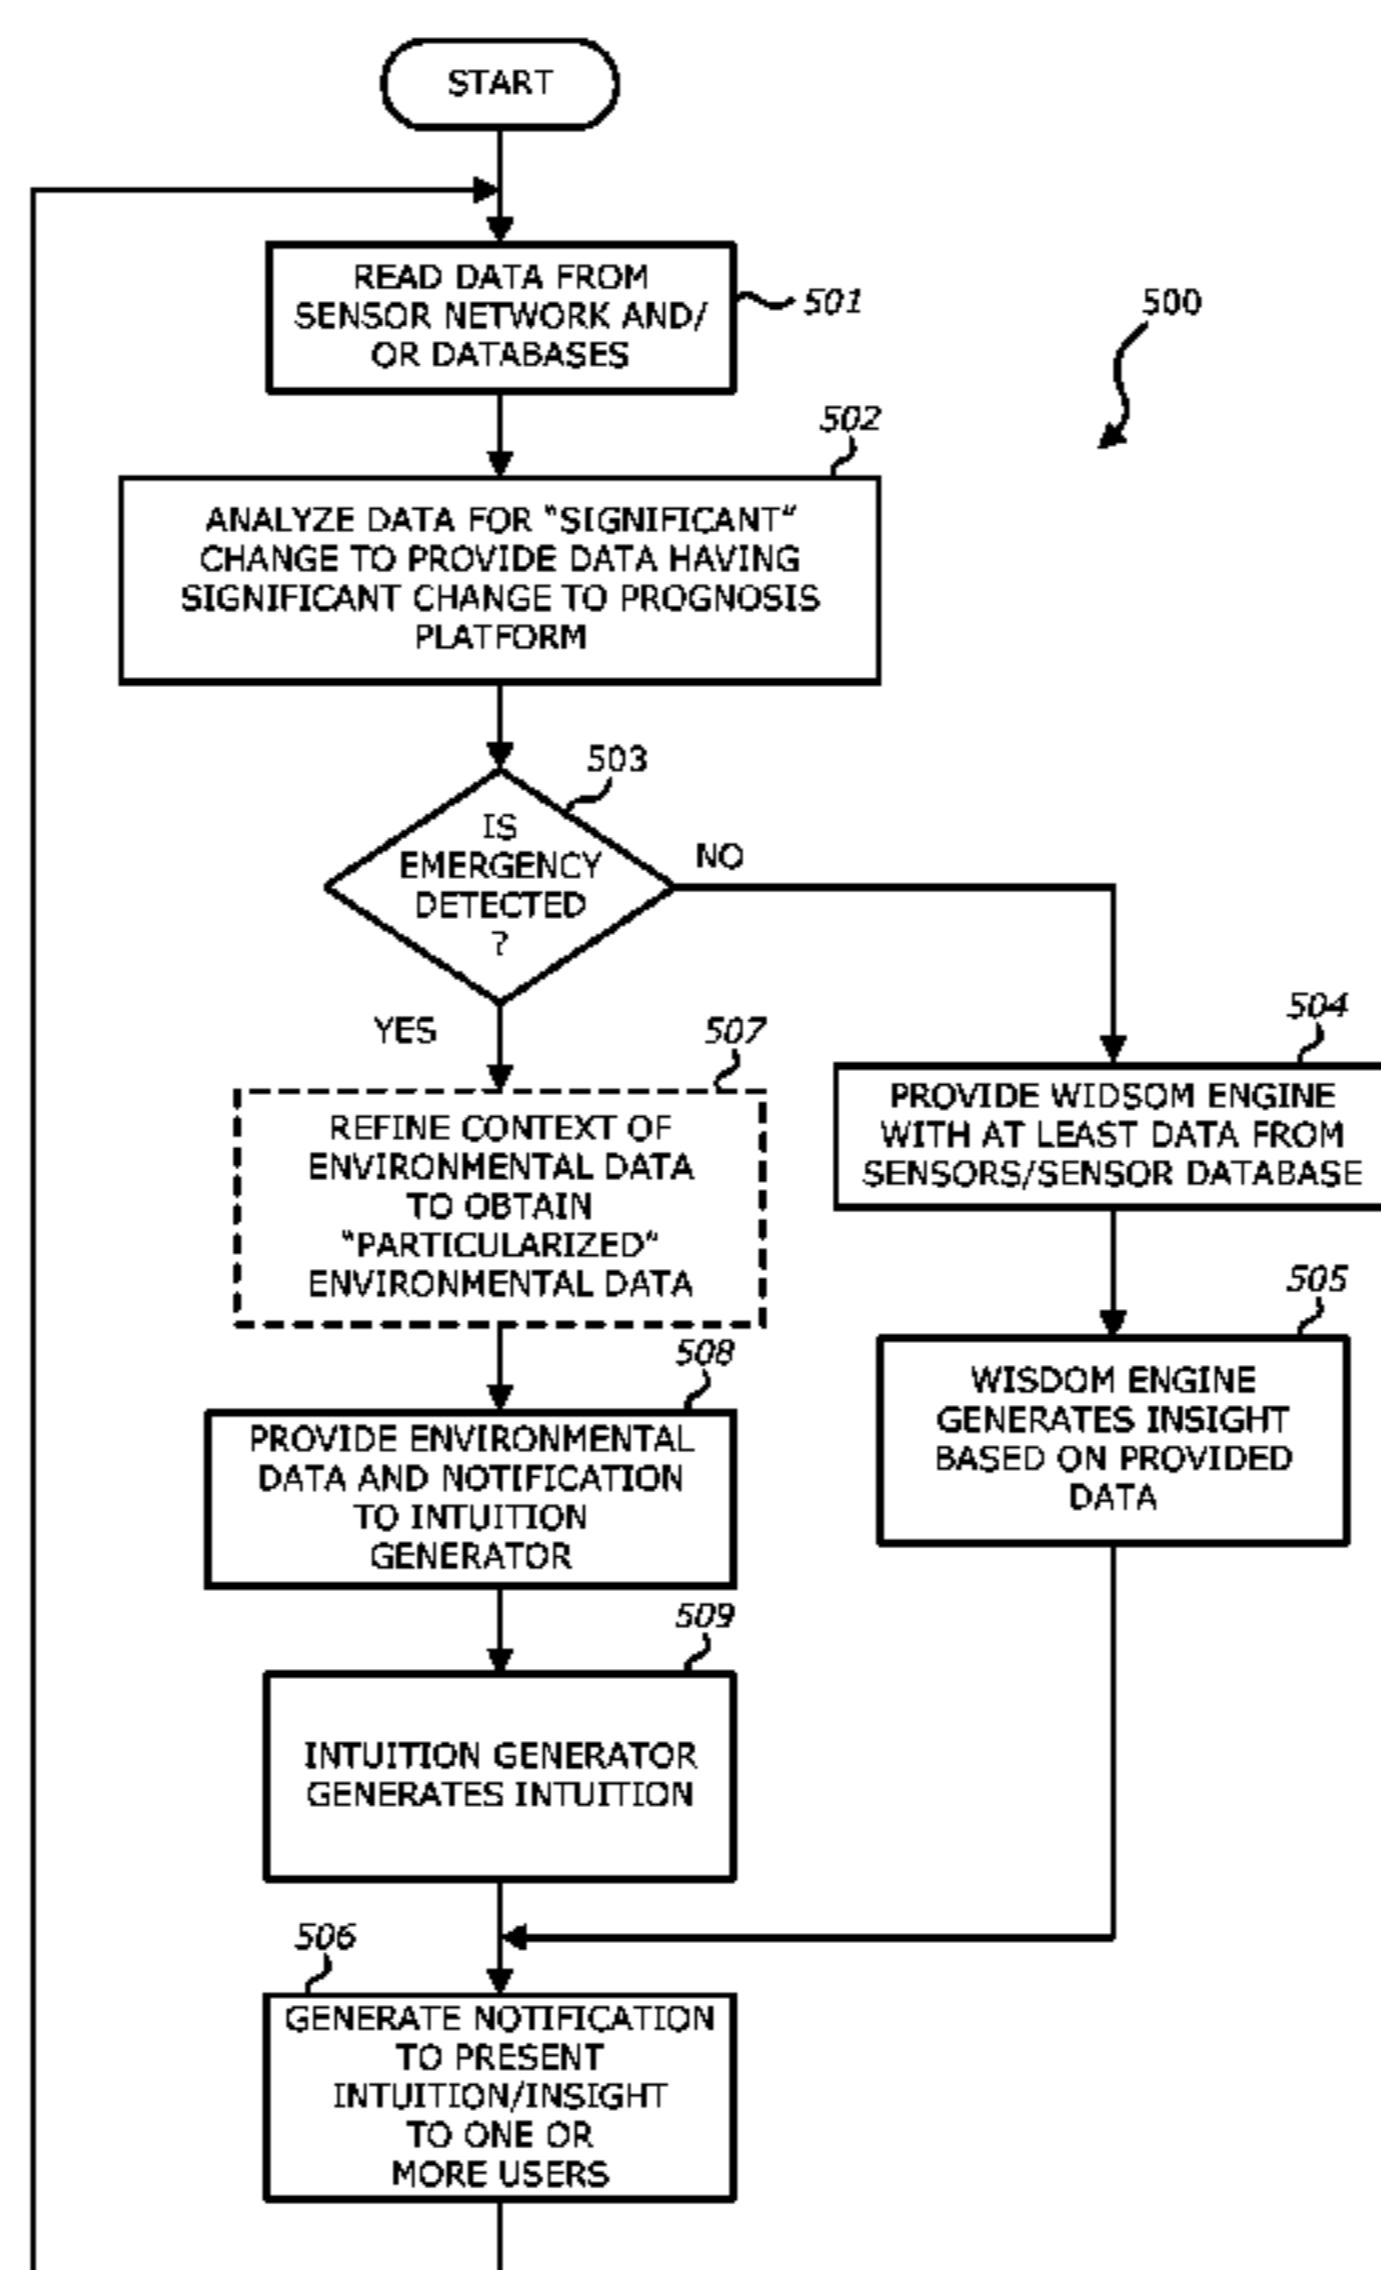 START
READ DATA FROM
SENSOR NETWORK AND/
OR DATABASES
501
500
502
ANALYZE DATA FOR “SIGNIFICANT”
CHANGE TO PROVIDE DATA HAVING
SIGNIFICANT CHANGE TO PROGNOSIS
PLATFORM
503
IS
EMERGENCY
DETECTED
?
NO
YES
504
PROVIDE WIDSOM ENGINE
WITH AT LEAST DATA FROM
SENSORS/SENSOR DATABASE
505
WISDOM ENGINE
GENERATES INSIGHT
BASED ON PROVIDED
DATA
507
REFINE CONTEXT OF
ENVIRONMENTAL DATA
TO OBTAIN
“PARTICULARIZED”
ENVIRONMENTAL DATA
508
PROVIDE ENVIRONMENTAL
DATA AND NOTIFICATION
TO INTUITION
GENERATOR
509
INTUITION GENERATOR
GENERATES INTUITION
506
GENERATE NOTIFICATION
TO PRESENT
INTUITION/INSIGHT
TO ONE OR
MORE USERS